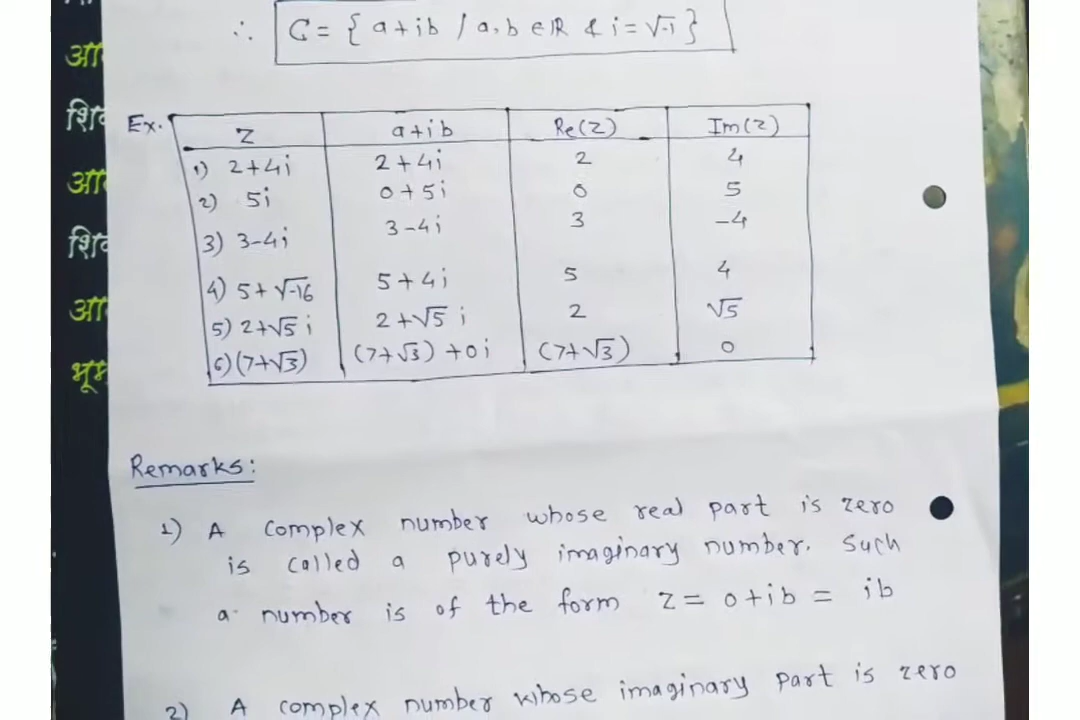 ∴ C = { a+ib / a, b ∈ ℝ & i = √-1 }
Ex.
Z a+ib Re(Z) Im(Z)
1) 2+4i 2+4i 2 4
2) 5i 0+5i 0 5
3) 3-4i 3-4i 3 -4
4) 5+√-16 5+4i 5 4
5) 2+√5 i 2+√5 i 2 √5
6) (7+√3) (7+√3)+0i (7+√3) 0
Remarks:
1) A complex number whose real part is zero
is called a purely imaginary number. Such
a number is of the form z = 0+ib = ib
2) A complex number whose imaginary part is zero